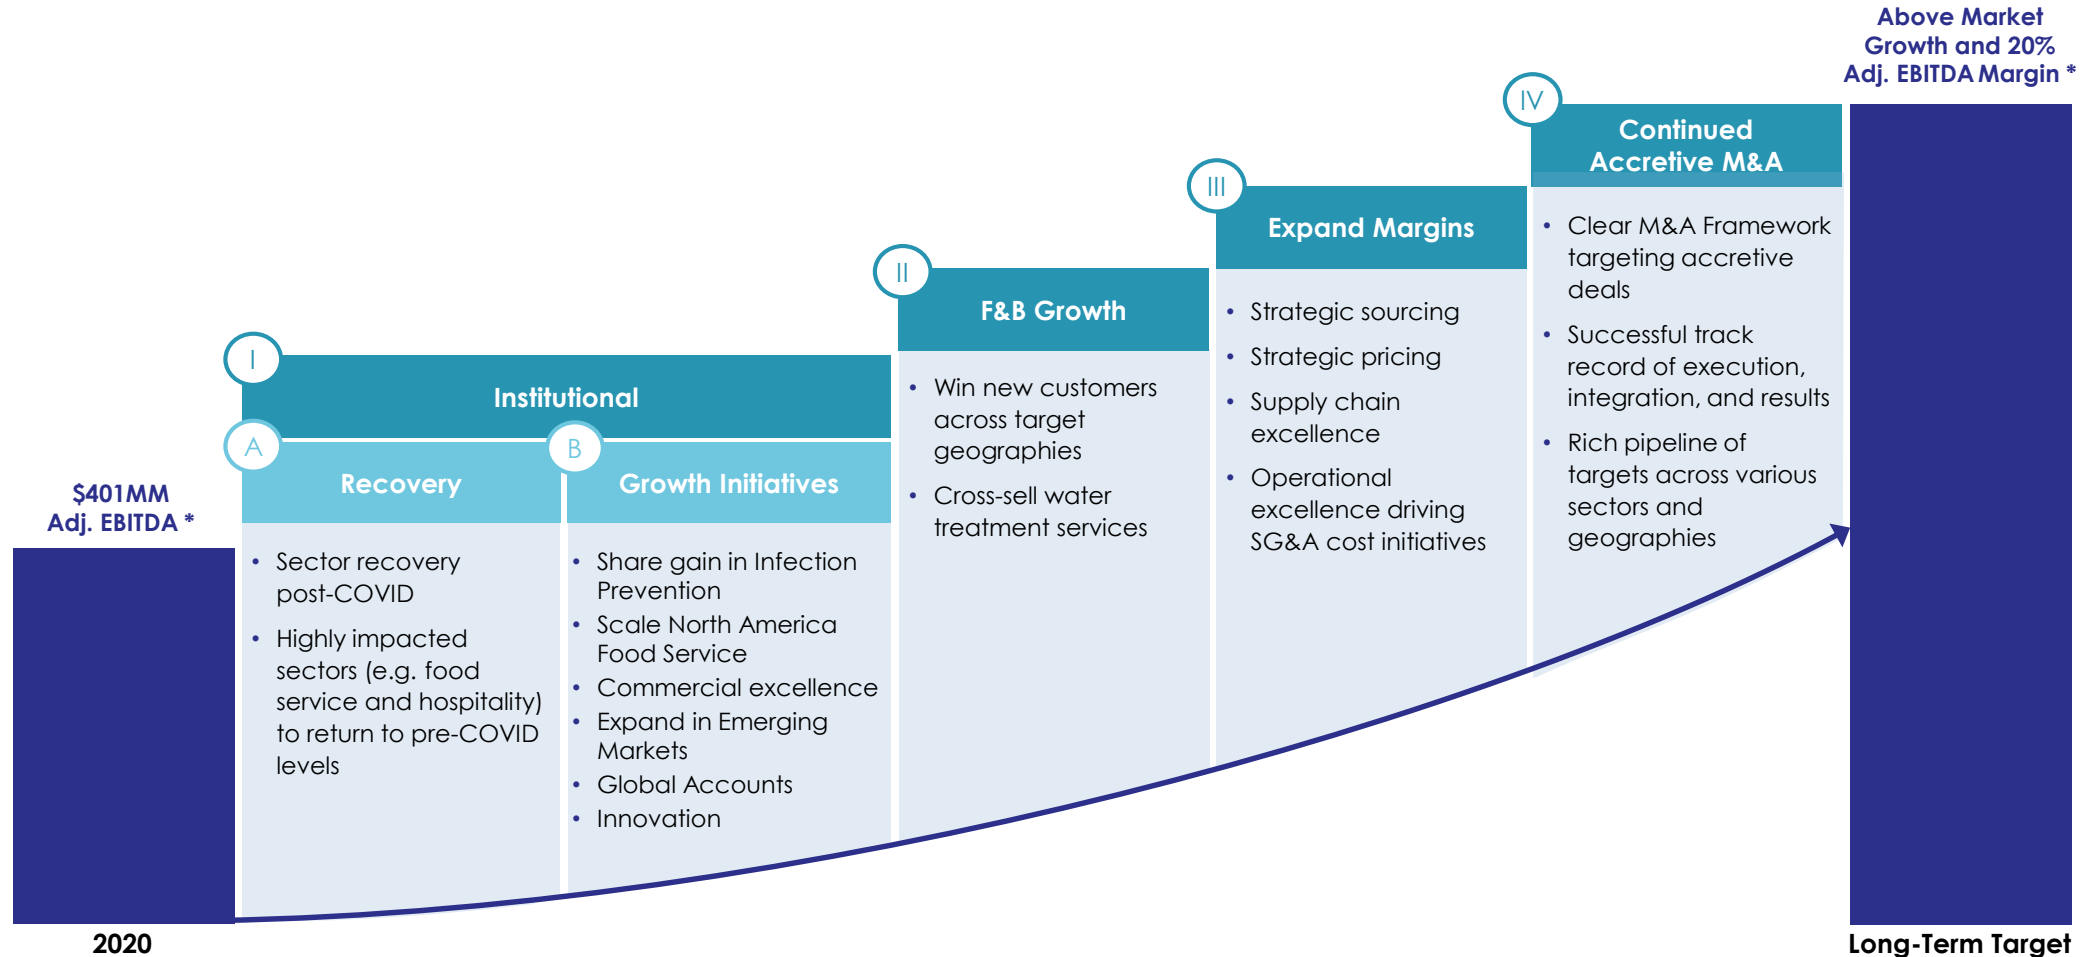 $401MM
Adj. EBITDA *
2020
I
Institutional
A
Recovery
• Sector recovery
post-COVID
• Highly impacted
sectors (e.g. food
service and hospitality)
to return to pre-COVID
levels
B
Growth Initiatives
• Share gain in Infection
Prevention
• Scale North America
Food Service
• Commercial excellence
• Expand in Emerging
Markets
• Global Accounts
• Innovation
II
F&B Growth
• Win new customers
across target
geographies
• Cross-sell water
treatment services
III
Expand Margins
• Strategic sourcing
• Strategic pricing
• Supply chain
excellence
• Operational
excellence driving
SG&A cost initiatives
IV
Continued
Accretive M&A
• Clear M&A Framework
targeting accretive
deals
• Successful track
record of execution,
integration, and results
• Rich pipeline of
targets across various
sectors and
geographies
Above Market
Growth and 20%
Adj. EBITDA Margin *
Long-Term Target